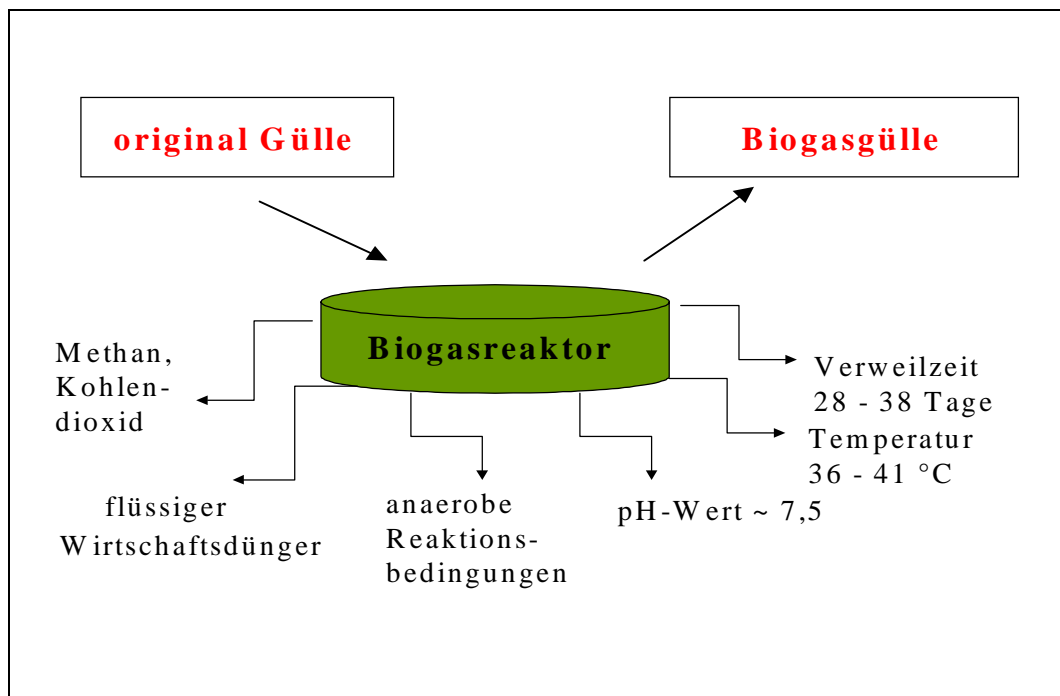 original Gülle
Biogasgülle
Biogasreaktor
Methan,
Kohlen-
dioxid
flüssiger
Wirtschaftsdünger
anaerobe
Reaktions-
bedingungen
pH-Wert ~ 7,5
Verweilzeit
28 - 38 Tage
Temperatur
36 - 41 °C